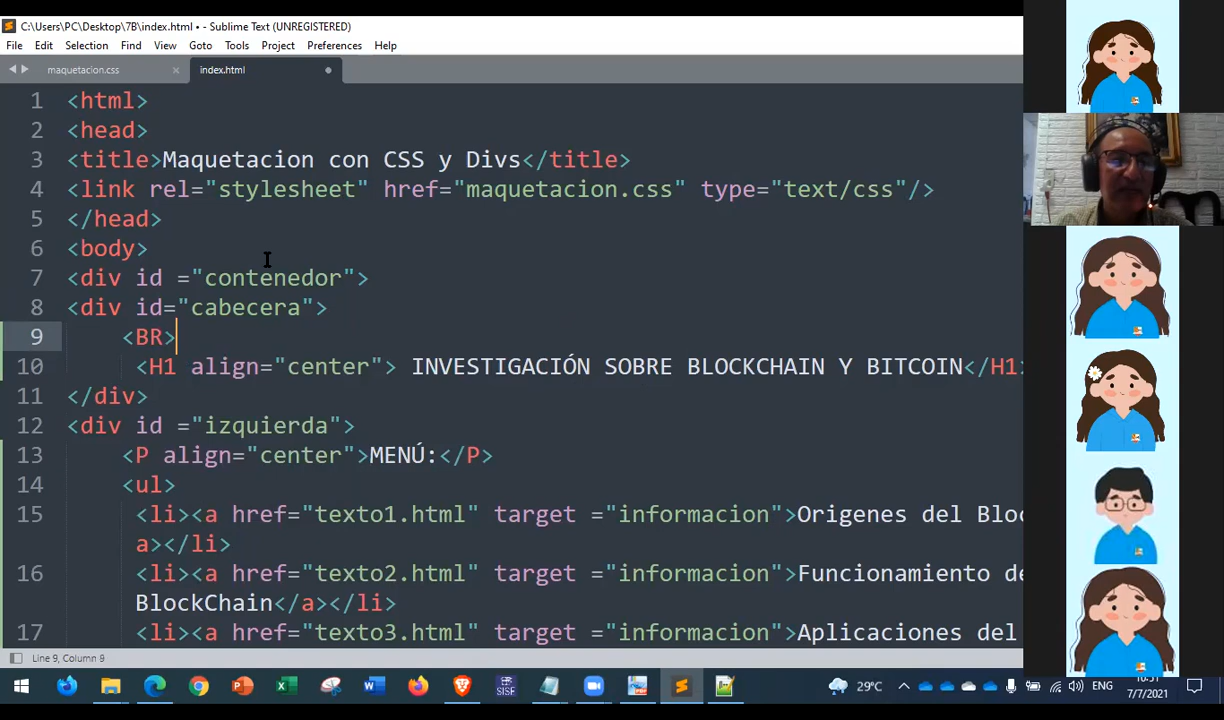 C:\Users\PC\Desktop\7B\index.html • - Sublime Text (UNREGISTERED)
File Edit Selection Find View Goto Tools Project Preferences Help
maquetacion.css index.html
1 <html>
2 <head>
3 <title>Maquetacion con CSS y Divs</title>
4 <link rel="stylesheet" href="maquetacion.css" type="text/css"/>
5 </head>
6 <body>
7 <div id ="contenedor">
8 <div id="cabecera">
9 <BR>
10 <H1 align="center"> INVESTIGACIÓN SOBRE BLOCKCHAIN Y BITCOIN</H1>
11 </div>
12 <div id ="izquierda">
13 <P align="center">MENÚ:</P>
14 <ul>
15 <li><a href="texto1.html" target ="informacion">Origenes del Bloc
a></li>
16 <li><a href="texto2.html" target ="informacion">Funcionamiento de
BlockChain</a></li>
17 <li><a href="texto3.html" target ="informacion">Aplicaciones del
Line 9, Column 9
SISE
29°C ENG
7/7/2021